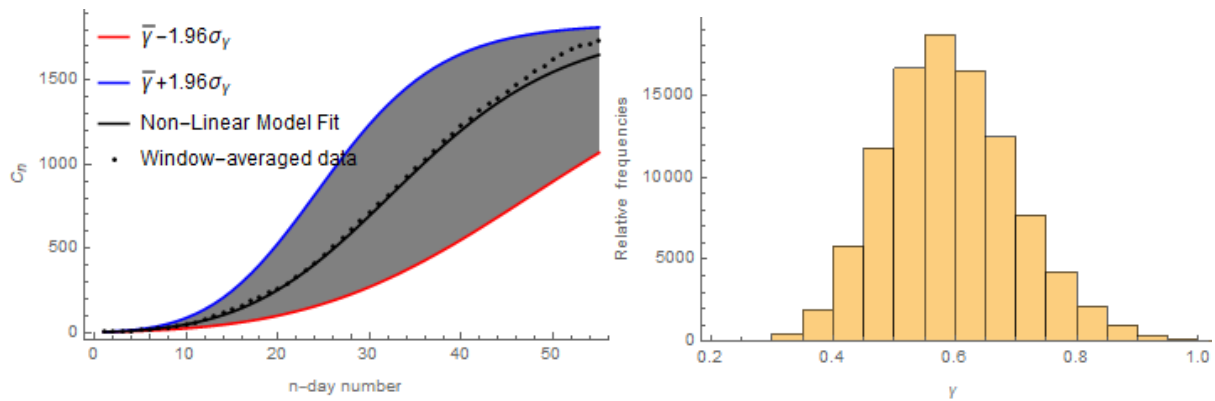 γ̅−1.96σᵧ
γ̅+1.96σᵧ
Non−Linear Model Fit
Window−averaged data
Cₙ
1500
1000
500
0
0
10
20
30
40
50
n−day number
Relative frequencies
15000
10000
5000
0
0.2
0.4
0.6
0.8
1.0
γ